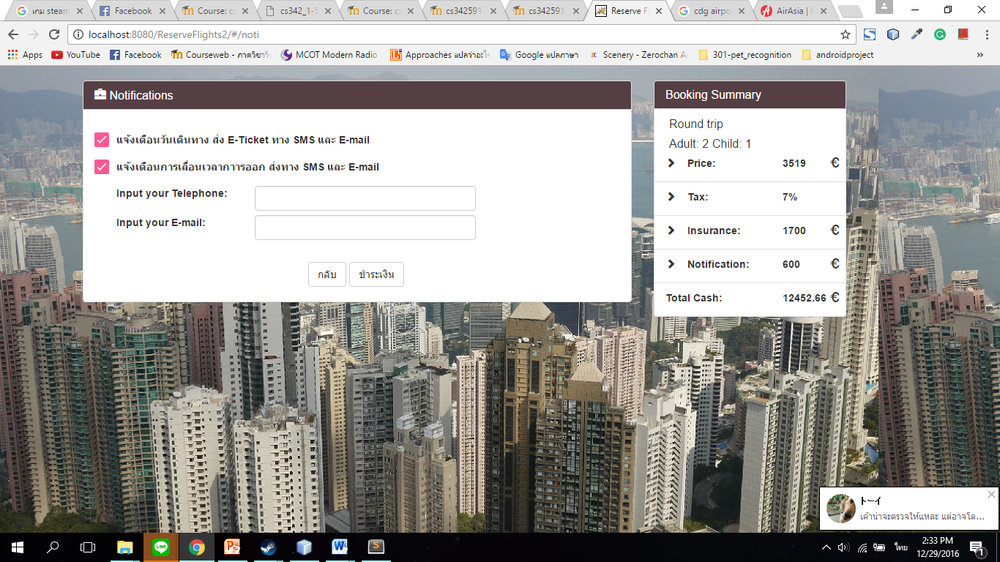 เกม steam
Facebook
Course: cs
cs342_1-5
Course: cs
cs342591
cs342591
Reserve Fl
cdg airpo
AirAsia | C
localhost:8080/ReserveFlights2/#/noti
Apps
YouTube
Facebook
Courseweb - ภาควิชาวิ
MCOT Modern Radio
Approaches แปลว่าอะไ
Google แปลภาษา
Scenery - Zerochan A
301-pet_recognition
androidproject
»
Notifications
แจ้งเตือนวันเดินทาง ส่ง E-Ticket ทาง SMS และ E-mail
แจ้งเตือนการเลื่อนเวลากาารออก ส่งทาง SMS และ E-mail
Input your Telephone:
Input your E-mail:
กลับ ชำระเงิน
Booking Summary
Round trip
Adult: 2 Child: 1
Price: 3519 €
Tax: 7%
Insurance: 1700 €
Notification: 600 €
Total Cash: 12452.66 €
トーイ
เค้าน่าจะตรวจให้แหละ แต่อาจโด...
ไทย
2:33 PM
12/29/2016
1